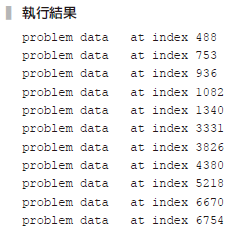 執行結果
problem data   at index 488
problem data   at index 753
problem data   at index 936
problem data   at index 1082
problem data   at index 1340
problem data   at index 3331
problem data   at index 3826
problem data   at index 4380
problem data   at index 5218
problem data   at index 6670
problem data   at index 6754